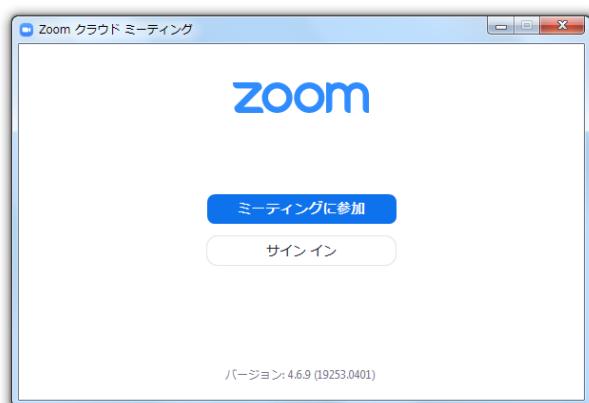 Zoom クラウド ミーティング
zoom
ミーティングに参加
サイン イン
バージョン: 4.6.9 (19253.0401)